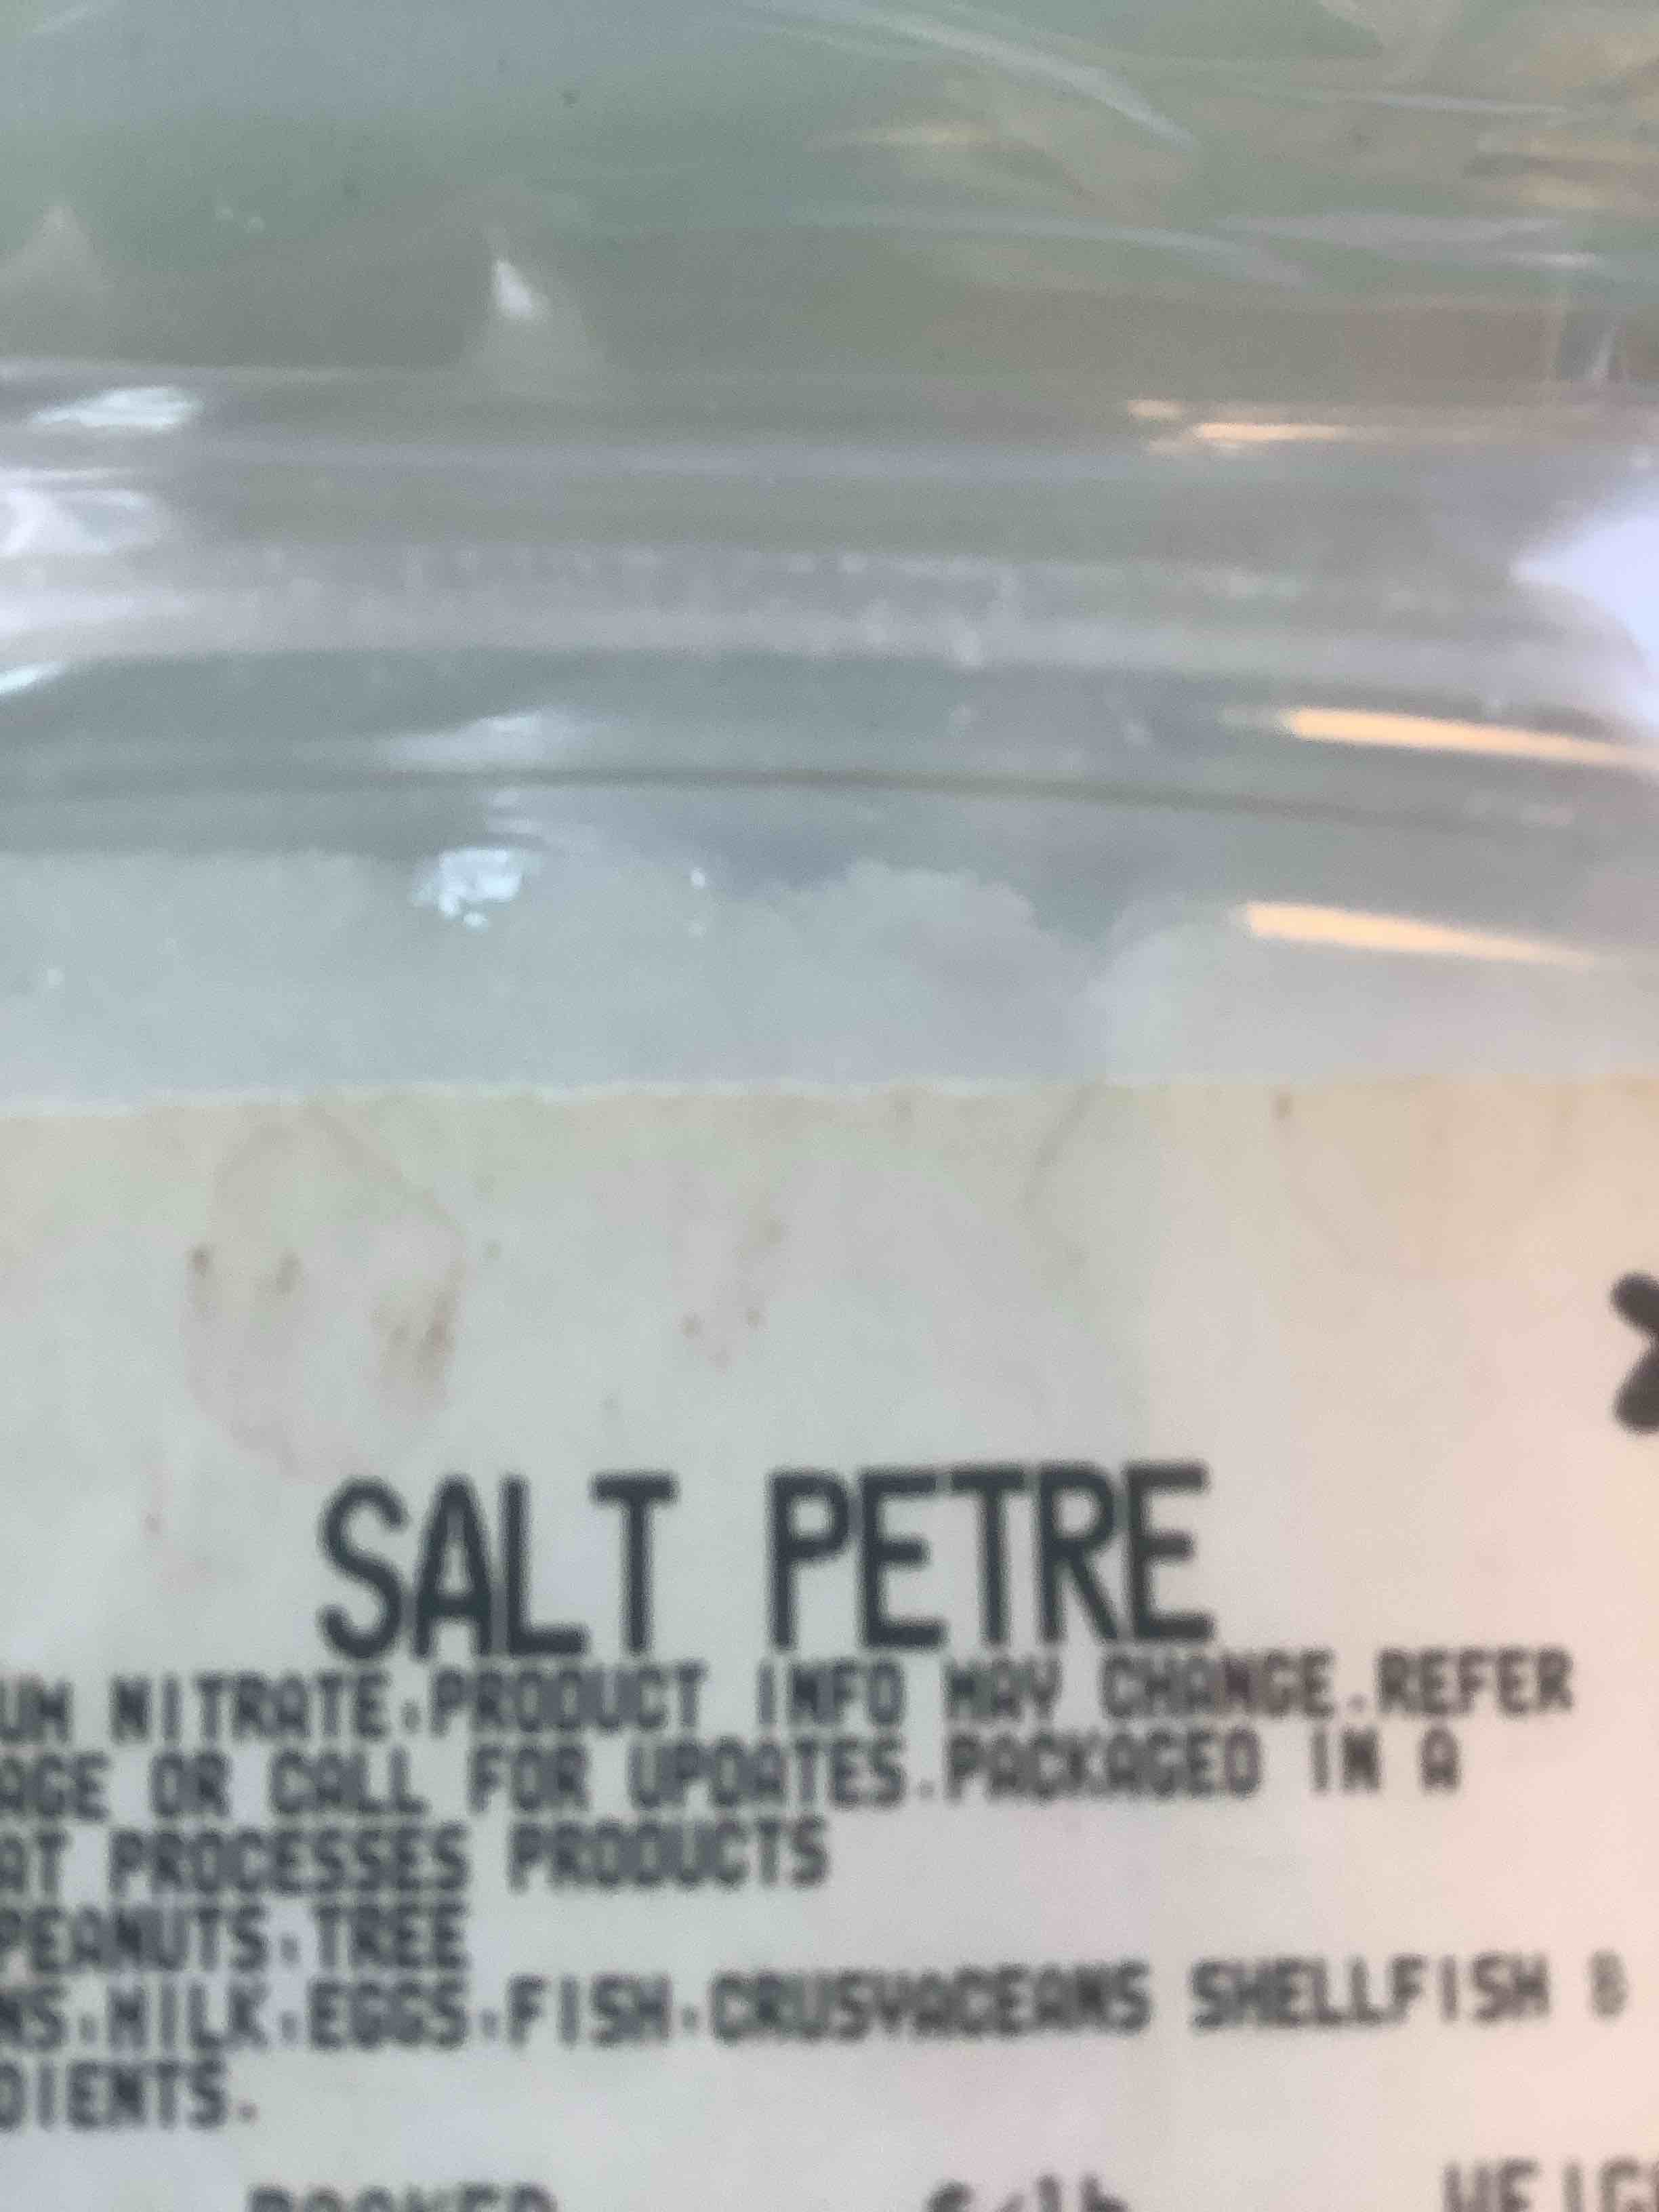 SALT PETRE
UM NITRATE.PRODUCT INFO MAY CHANGE.REFER
AGE OR CALL FOR UPDATES.PACKAGED IN A
AT PROCESSES PRODUCTS
PEANUTS.TREE
NS.MILK.EGGS.FISH.CRUSVACEANS SHELLFISH &
DIENTS.